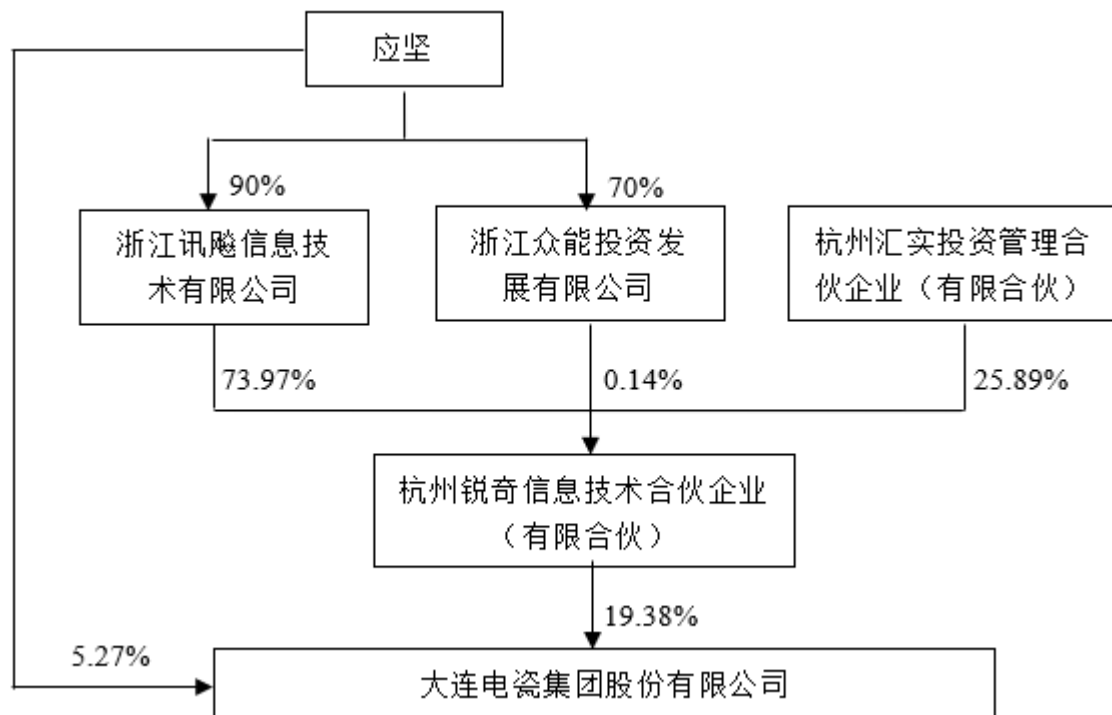 应坚
90%
70%
浙江讯飚信息技
术有限公司
浙江众能投资发
展有限公司
杭州汇实投资管理合
伙企业（有限合伙）
73.97%
0.14%
25.89%
杭州锐奇信息技术合伙企业
（有限合伙）
19.38%
5.27%
大连电瓷集团股份有限公司